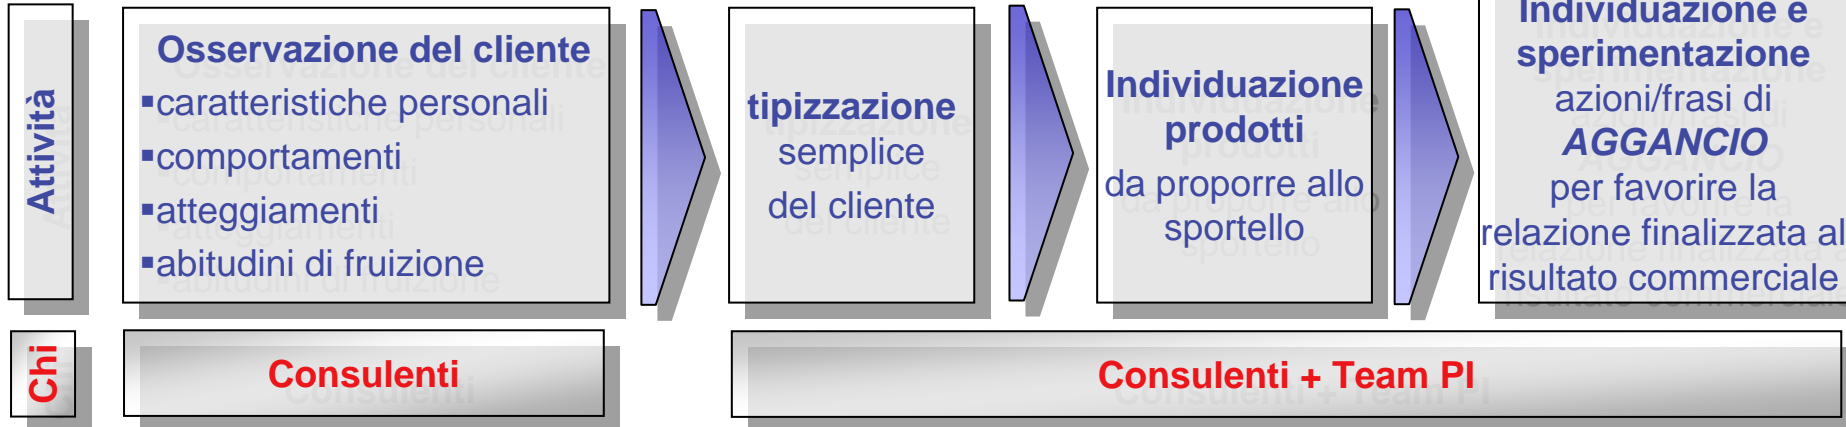 Attività
Osservazione del cliente
▪caratteristiche personali
▪comportamenti
▪atteggiamenti
▪abitudini di fruizione
tipizzazione
semplice
del cliente
Individuazione
prodotti
da proporre allo
sportello
Individuazione e
sperimentazione
azioni/frasi di
AGGANCIO
per favorire la
relazione finalizzata al
risultato commerciale
Chi
Consulenti
Consulenti + Team PI